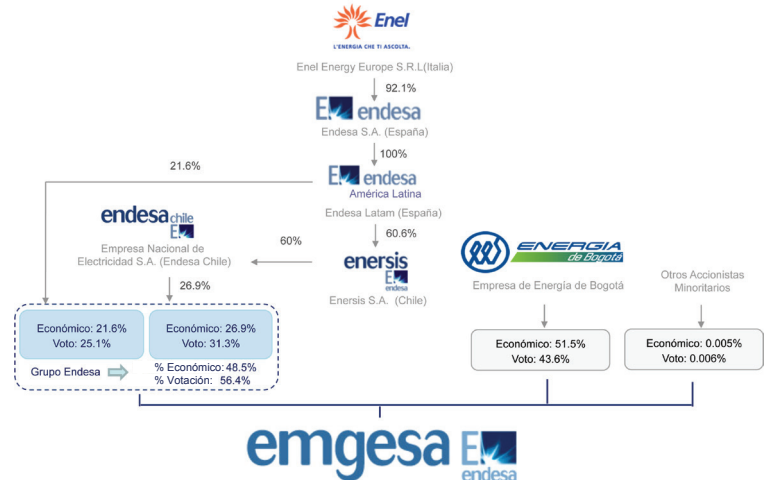 Enel
L'ENERGIA CHE TI ASCOLTA.
Enel Energy Europe S.R.L(Italia)
92.1%
endesa
Endesa S.A. (España)
100%
21.6%
endesa
América Latina
Endesa Latam (España)
endesa chile
Empresa Nacional de
Electricidad S.A. (Endesa Chile)
60%
60.6%
enersis
endesa
Enersis S.A. (Chile)
ENERGIA
de Bogotá
Empresa de Energía de Bogotá
Otros Accionistas
Minoritarios
26.9%
Económico: 21.6%
Voto: 25.1%
Económico: 26.9%
Voto: 31.3%
Grupo Endesa
% Económico: 48.5%
% Votación: 56.4%
Económico: 51.5%
Voto: 43.6%
Económico: 0.005%
Voto: 0.006%
emgesa
endesa